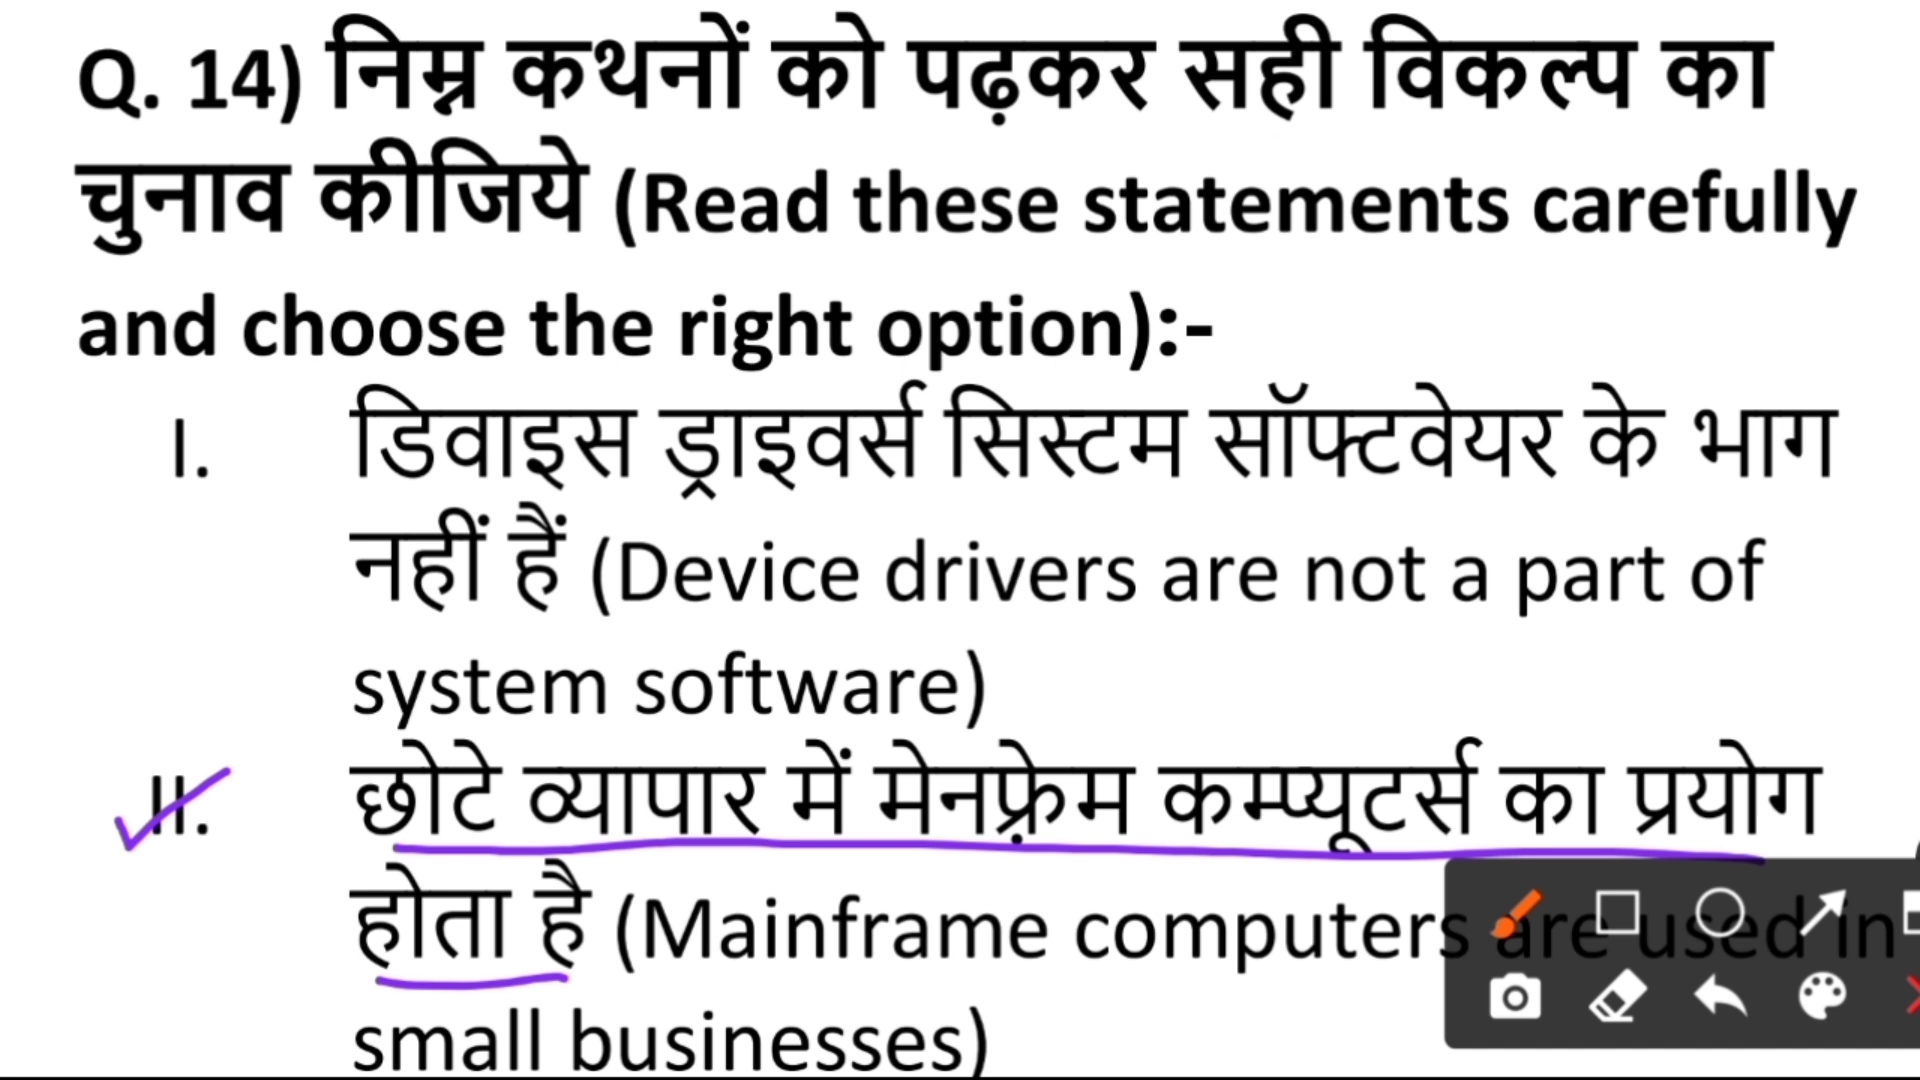 Q. 14) निम्न कथनों को पढ़कर सही विकल्प का
चुनाव कीजिये (Read these statements carefully
and choose the right option):-
I. डिवाइस ड्राइवर्स सिस्टम सॉफ्टवेयर के भाग
नहीं हैं (Device drivers are not a part of
system software)
II. छोटे व्यापार में मेनफ़्रेम कम्प्यूटर्स का प्रयोग
होता है (Mainframe computers are used in
small businesses)